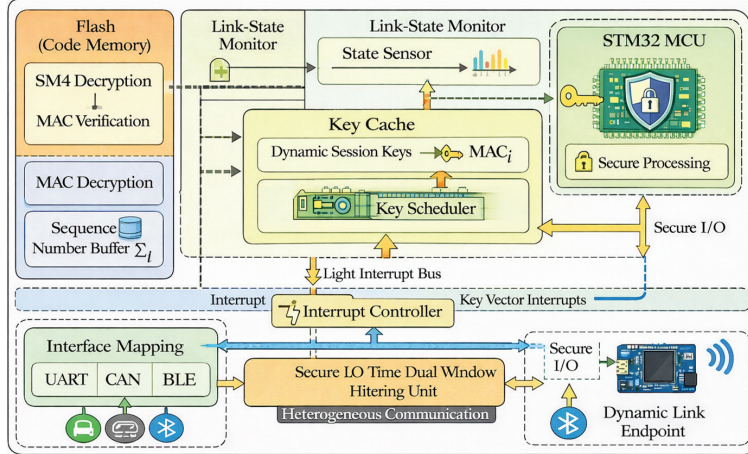 Flash
(Code Memory)
SM4 Decryption
MAC Verification
MAC Decryption
Sequence
Number Buffer Σi
Link-State
Monitor
Link-State Monitor
State Sensor
Key Cache
Dynamic Session Keys
MACi
Key Scheduler
STM32 MCU
Secure Processing
Secure I/O
Light Interrupt Bus
Interrupt
Interrupt Controller
Key Vector Interrupts
Interface Mapping
UART
CAN
BLE
Secure I.O Time Dual Window
Hitering Unit
Heterogeneous Communication
Secure
I/O
Dynamic Link
Endpoint